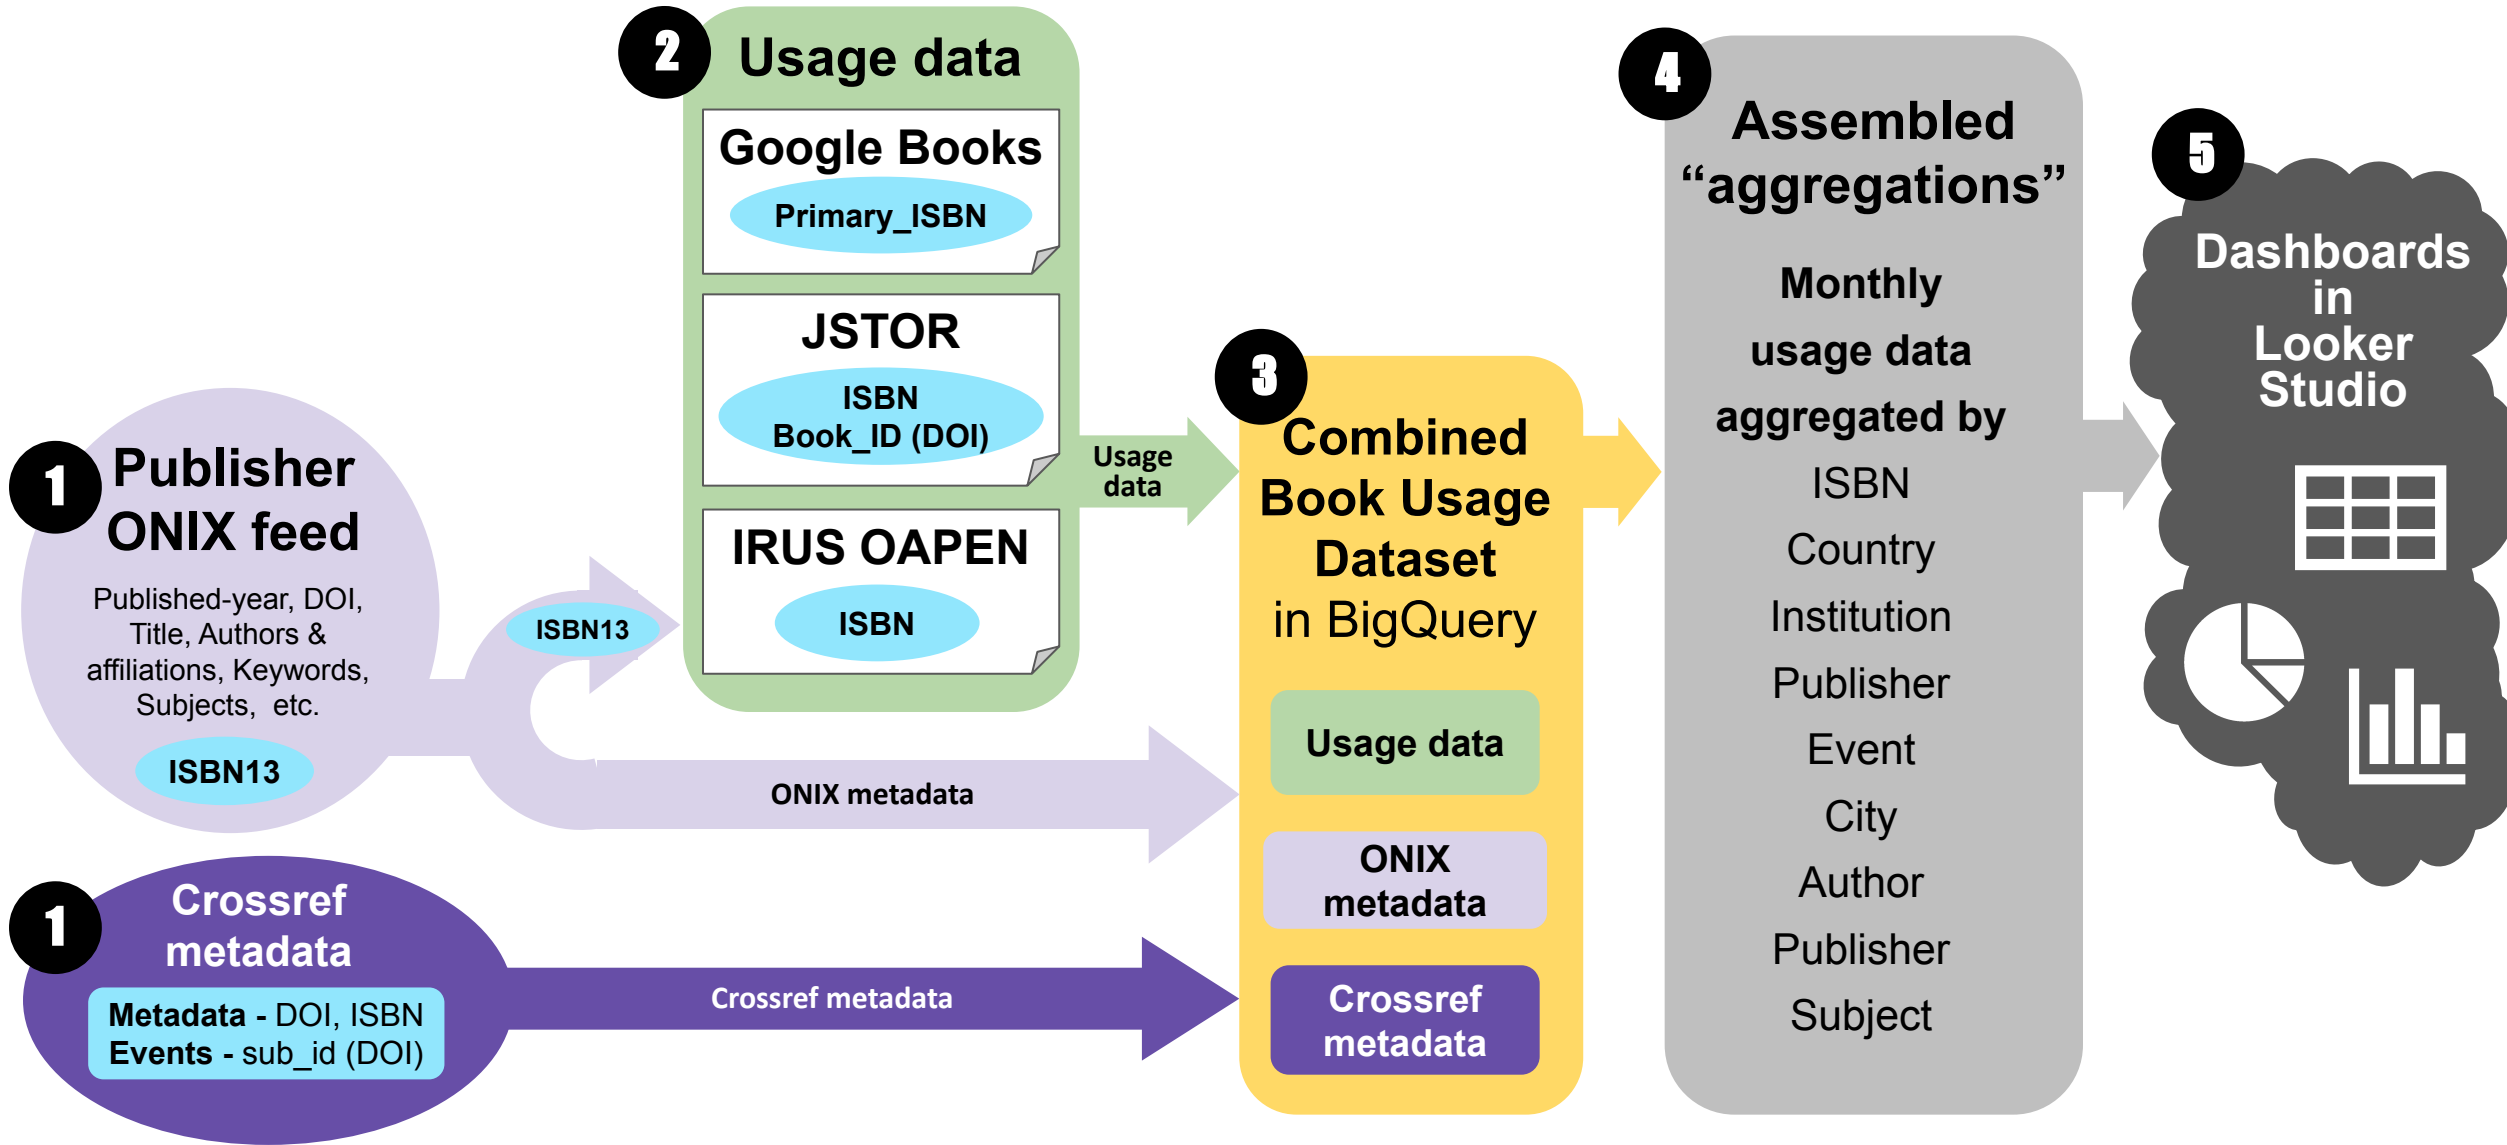 1
Publisher
ONIX feed
Published-year, DOI,
Title, Authors &
affiliations, Keywords,
Subjects, etc.
ISBN13
1
Crossref
metadata
Metadata - DOI, ISBN
Events - sub_id (DOI)
ISBN13
ONIX metadata
Crossref metadata
2
Usage data
Google Books
Primary_ISBN
JSTOR
ISBN
Book_ID (DOI)
IRUS OAPEN
ISBN
Usage
data
3
Combined
Book Usage
Dataset
in BigQuery
Usage data
ONIX
metadata
Crossref
metadata
4
Assembled
“aggregations”
Monthly
usage data
aggregated by
ISBN
Country
Institution
Publisher
Event
City
Author
Publisher
Subject
5
Dashboards
in
Looker
Studio